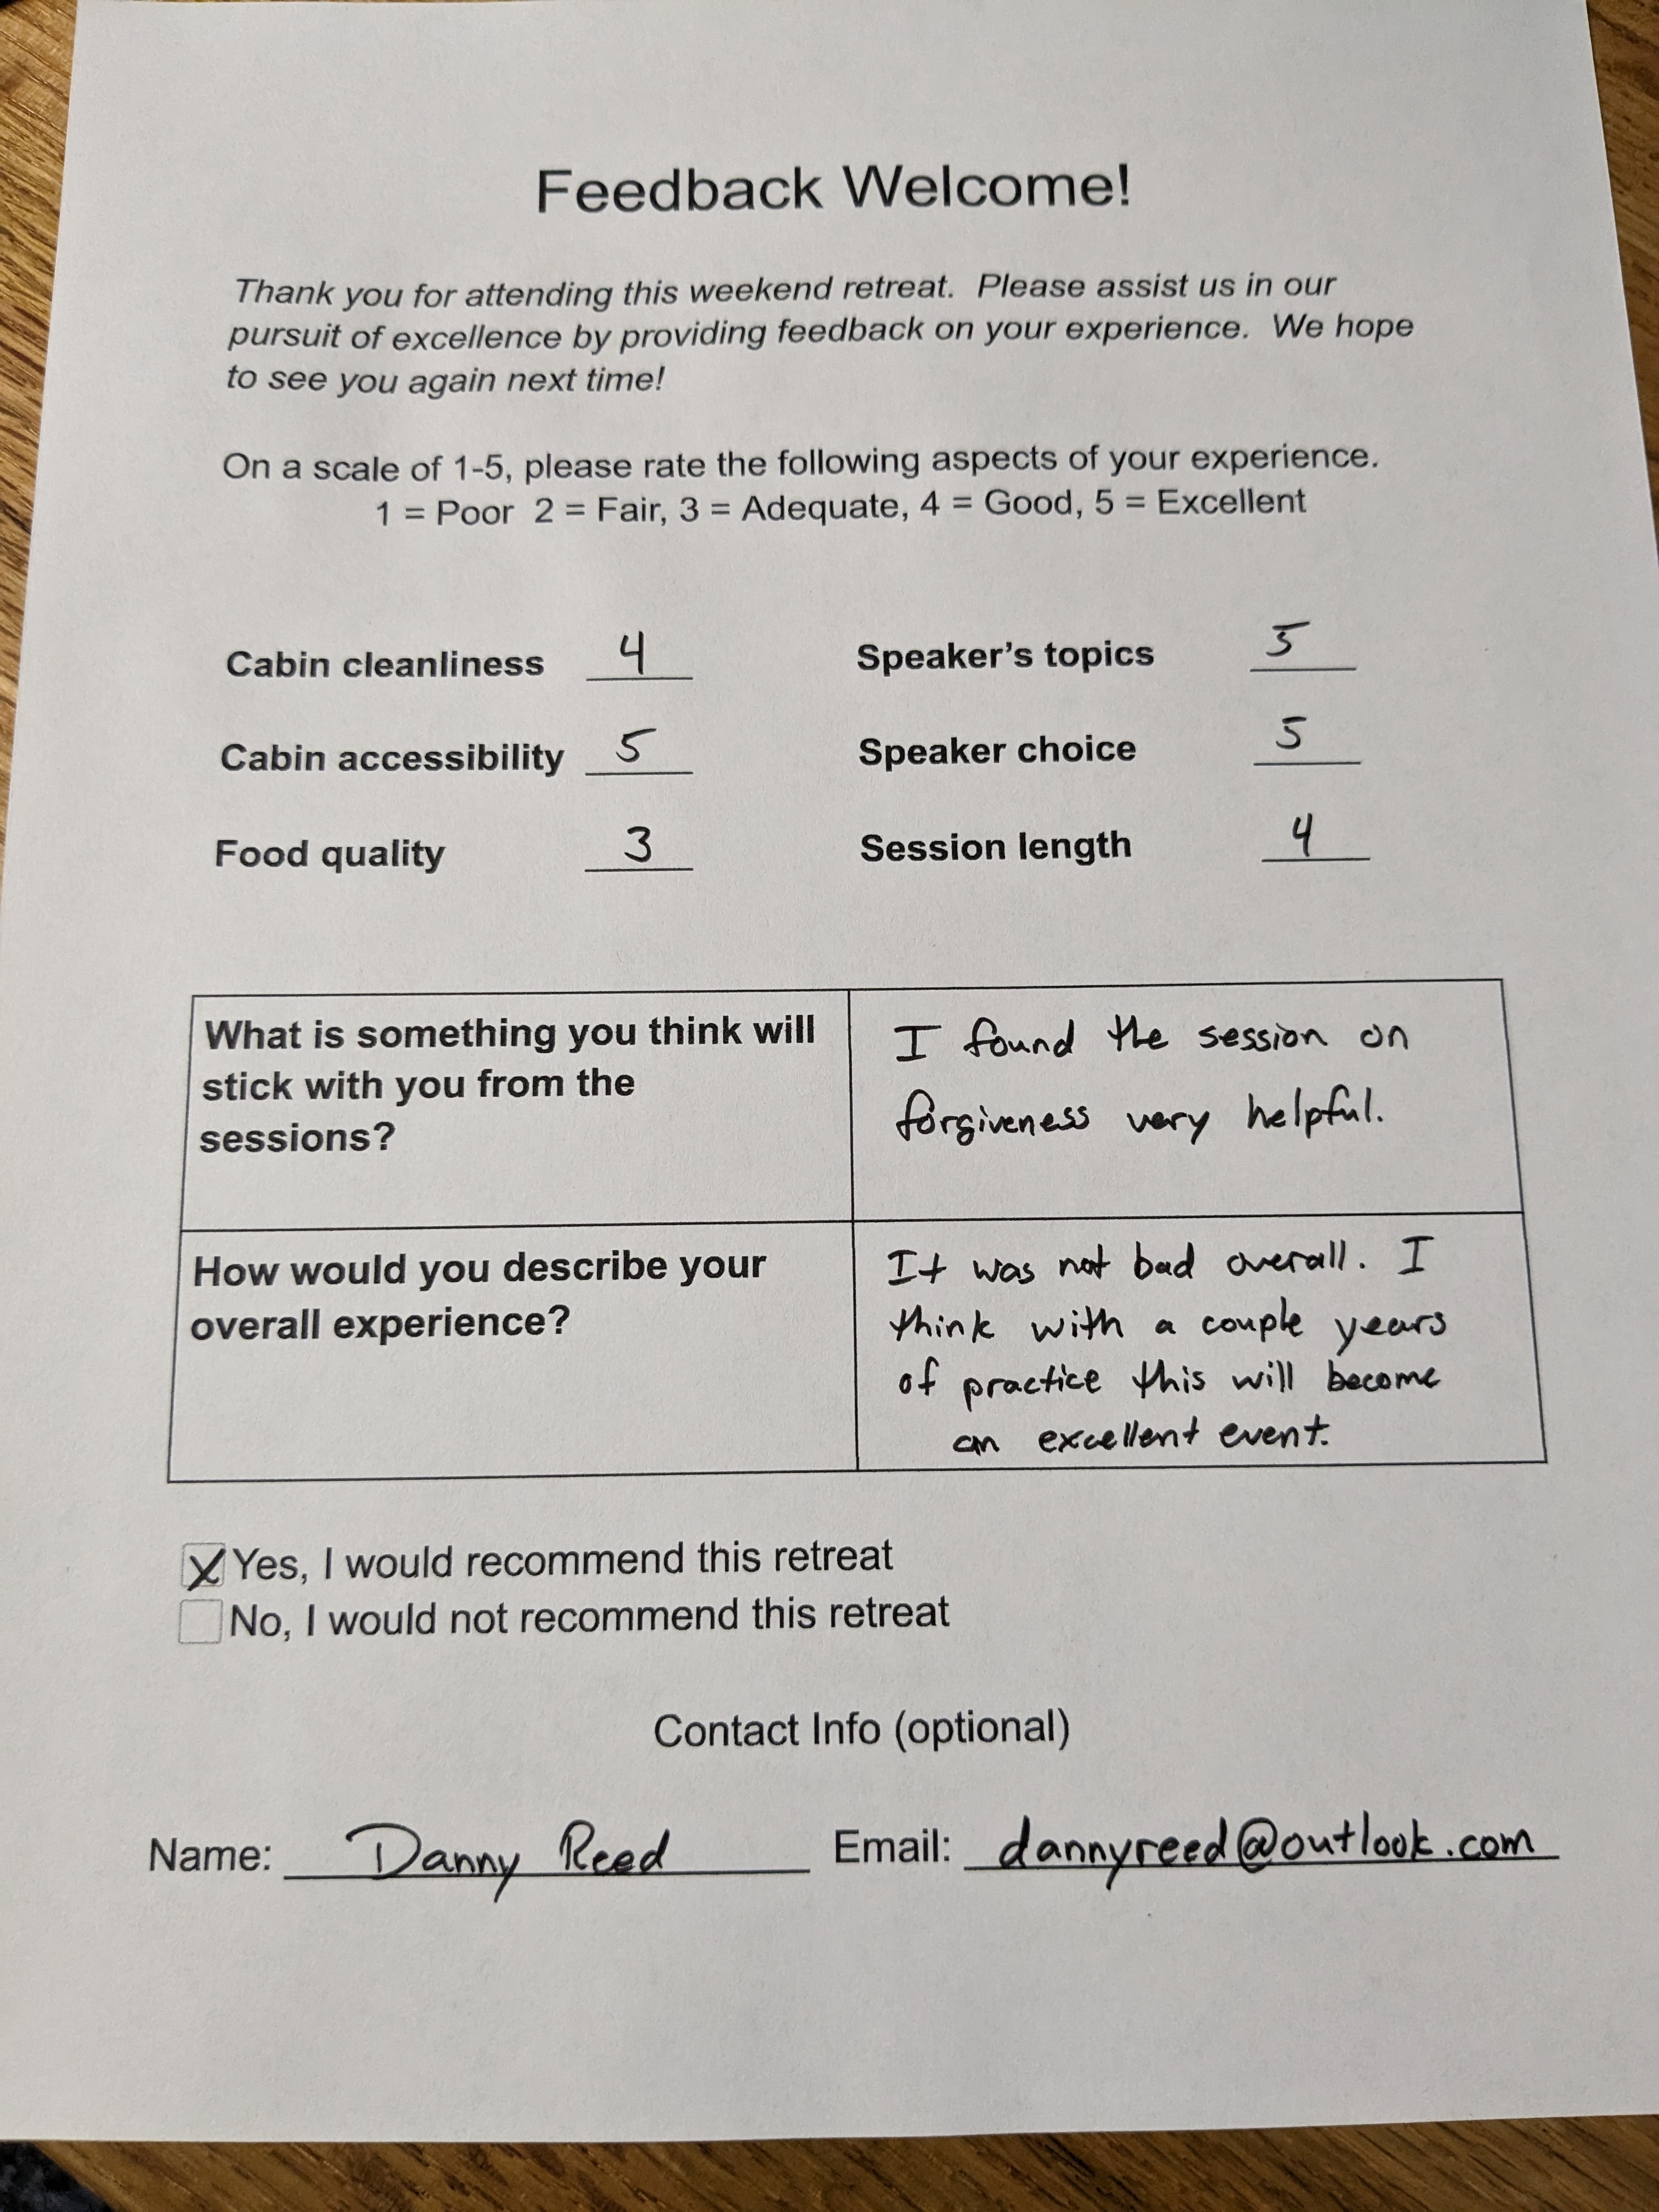 Feedback Welcome!
Thank you for attending this weekend retreat.  Please assist us in our
pursuit of excellence by providing feedback on your experience.  We hope
to see you again next time!
On a scale of 1-5, please rate the following aspects of your experience.
1 = Poor  2 = Fair, 3 = Adequate, 4 = Good, 5 = Excellent
Cabin cleanliness 4 Speaker's topics 5
Cabin accessibility 5 Speaker choice 5
Food quality 3 Session length 4
What is something you think will
stick with you from the
sessions?
I found the session on
forgiveness very helpful.
How would you describe your
overall experience?
It was not bad overall. I
think with a couple years
of practice this will become
an excellent event.
X Yes, I would recommend this retreat
No, I would not recommend this retreat
Contact Info (optional)
Name: Danny Reed Email: dannyreed@outlook.com